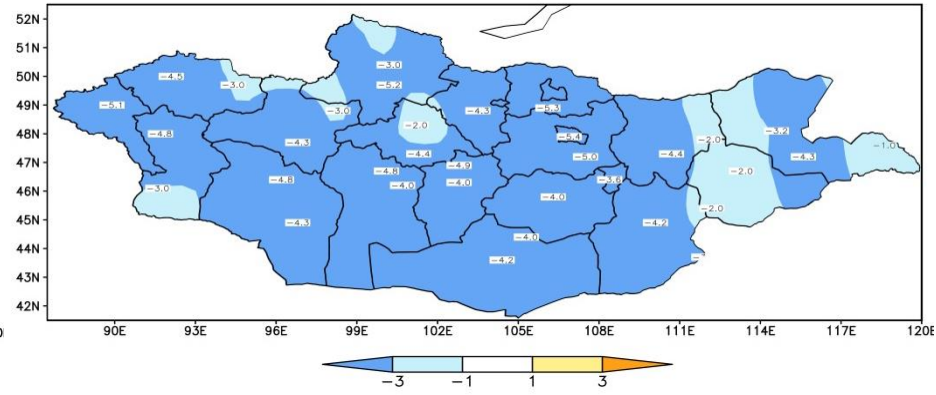 52N
51N
−3.0
50N −4.5 −3.0 −5.2
49N −5.1 −3.0 −4.3 −5.3
48N −4.8 −2.0 −5.4 −2.0 −3.2 −1.0
47N −4.3 −4.4 −4.9 −5.0 −4.4 −4.3
46N −3.0 −4.8 −4.8 −4.0 −4.0 −4.0 −3.6 −2.0
45N −4.3 −4.2 −2.0
44N −4.2 −4.0
43N
42N
90E 93E 96E 99E 102E 105E 108E 111E 114E 117E 120E
−3 −1 1 3